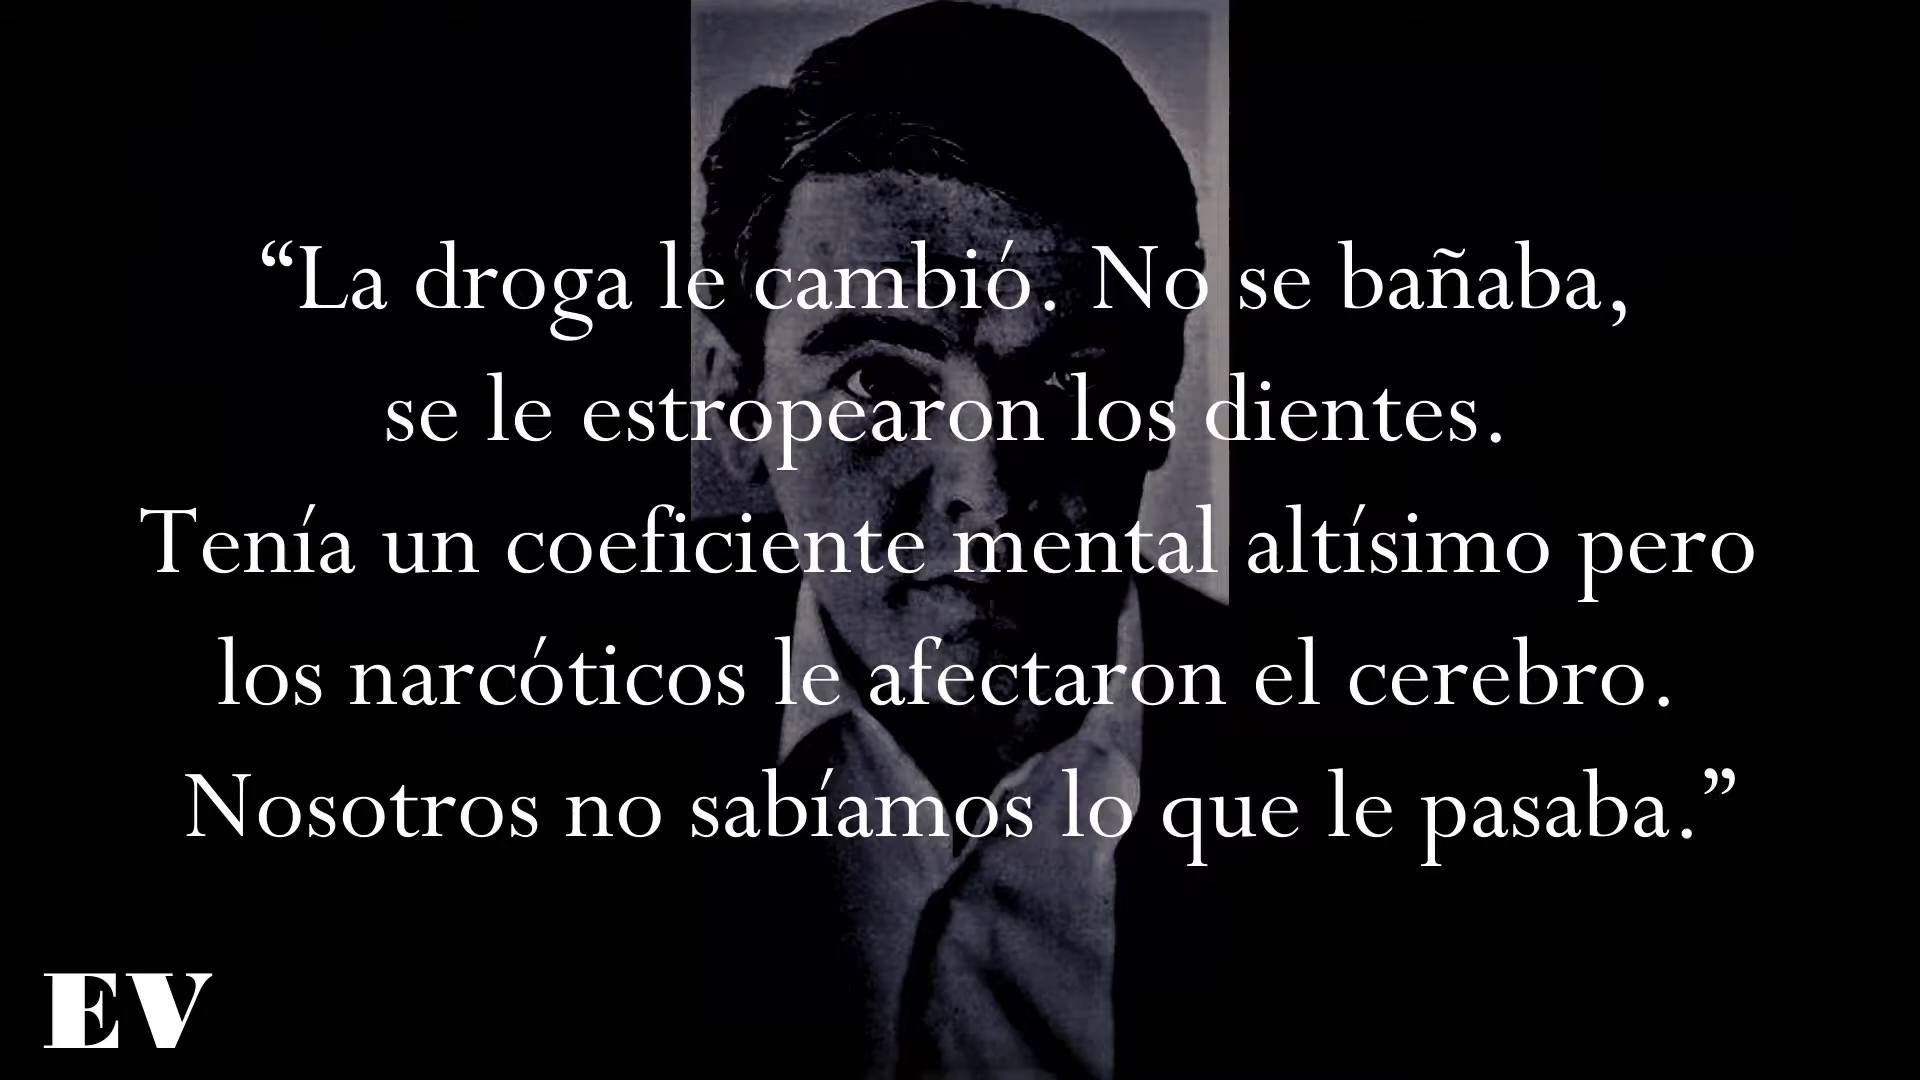 “La droga le cambió. No se bañaba,
se le estropearon los dientes.
Tenía un coeficiente mental altísimo pero
los narcóticos le afectaron el cerebro.
Nosotros no sabíamos lo que le pasaba.”
EV